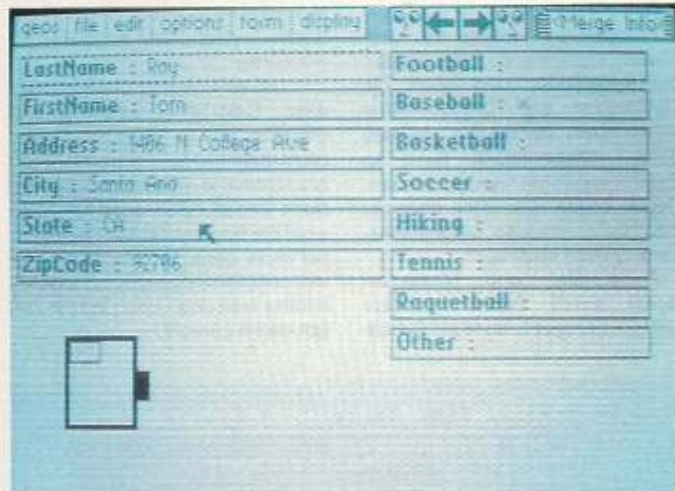 geos file edit options form display
Merge Info
LastName : Roy
FirstName : Tom
Address : 1406 N College Ave
City : Santa Ana
State : CA
ZipCode : 92706
Football :
Baseball : x
Basketball :
Soccer :
Hiking :
Tennis :
Raquetball :
Other :